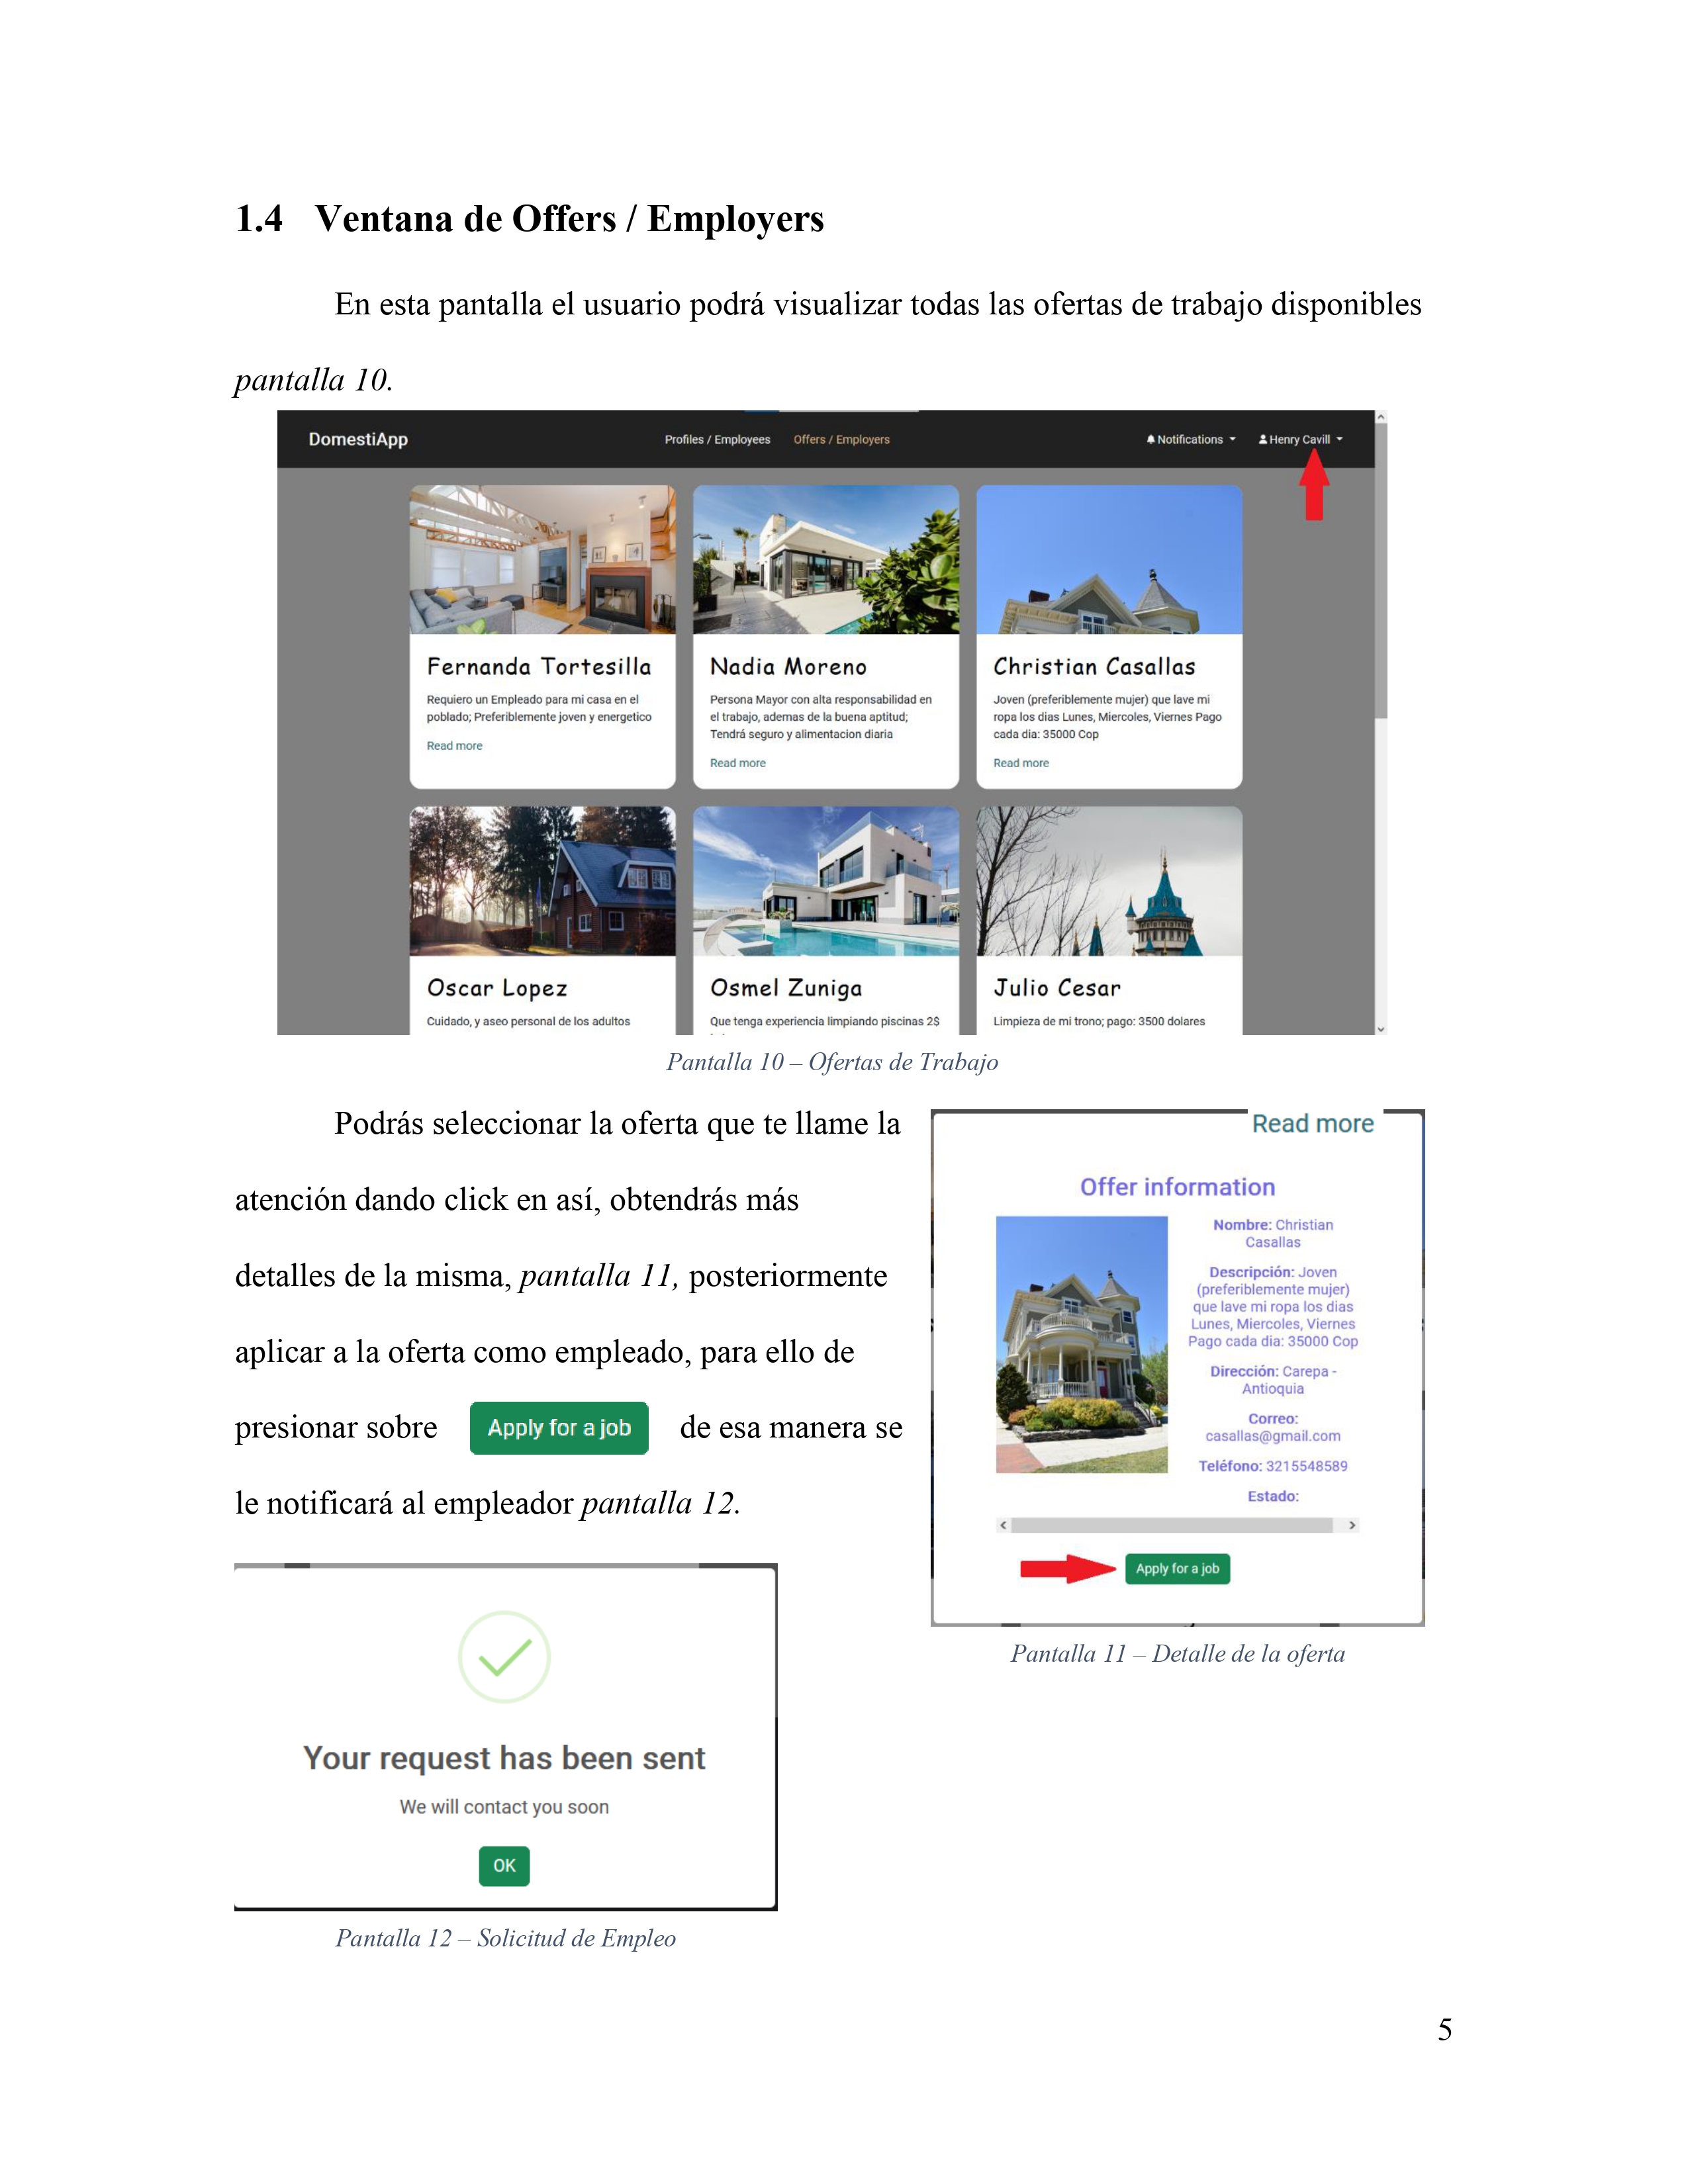 1.4 Ventana de Offers / Employers
En esta pantalla el usuario podrá visualizar todas las ofertas de trabajo disponibles
pantalla 10.
DomestiApp
Profiles / Employees
Offers / Employers
Notifications
Henry Cavill
Fernanda Tortesilla
Requiero un Empleado para mi casa en el
poblado; Preferiblemente joven y energetico
Read more
Nadia Moreno
Persona Mayor con alta responsabilidad en
el trabajo, ademas de la buena aptitud;
Tendrá seguro y alimentacion diaria
Read more
Christian Casallas
Joven (preferiblemente mujer) que lave mi
ropa los dias Lunes, Miercoles, Viernes Pago
cada dia: 35000 Cop
Read more
Oscar Lopez
Cuidado, y aseo personal de los adultos
Osmel Zuniga
Que tenga experiencia limpiando piscinas 2$
Julio Cesar
Limpieza de mi trono; pago: 3500 dolares
Pantalla 10 – Ofertas de Trabajo
Podrás seleccionar la oferta que te llame la
atención dando click en así, obtendrás más
detalles de la misma, pantalla 11, posteriormente
aplicar a la oferta como empleado, para ello de
presionar sobre Apply for a job de esa manera se
le notificará al empleador pantalla 12.
Read more
Offer information
Nombre: Christian
Casallas
Descripción: Joven
(preferiblemente mujer)
que lave mi ropa los dias
Lunes, Miercoles, Viernes
Pago cada dia: 35000 Cop
Dirección: Carepa -
Antioquia
Correo:
casallas@gmail.com
Teléfono: 3215548589
Estado:
Apply for a job
Pantalla 11 – Detalle de la oferta
Your request has been sent
We will contact you soon
OK
Pantalla 12 – Solicitud de Empleo
5